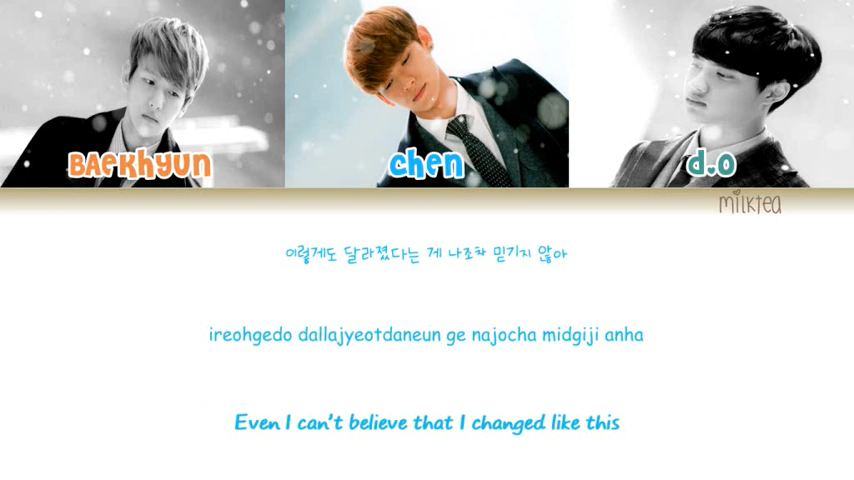 BAEKHYUN
CHEN
D.O
milktea
이렇게도 달라졌다는 게 나조차 믿기지 않아
ireohgedo dallajyeotdaneun ge najocha midgiji anha
Even I can't believe that I changed like this